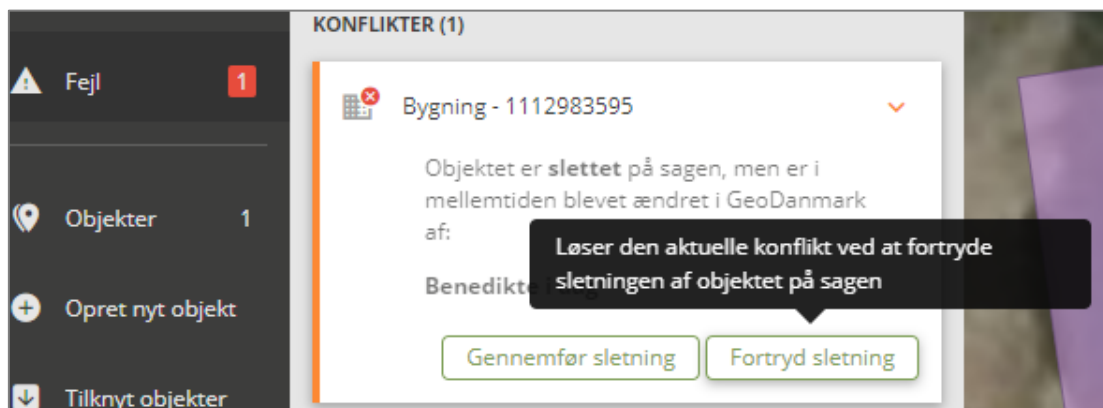 KONFLIKTER (1)
Fejl 1
Bygning - 1112983595
Objektet er slettet på sagen, men er i
mellemtiden blevet ændret i GeoDanmark
af:
Objekter 1
Løser den aktuelle konflikt ved at fortryde
sletningen af objektet på sagen
Benedikte
Opret nyt objekt
Gennemfør sletning
Fortryd sletning
Tilknyt objekter